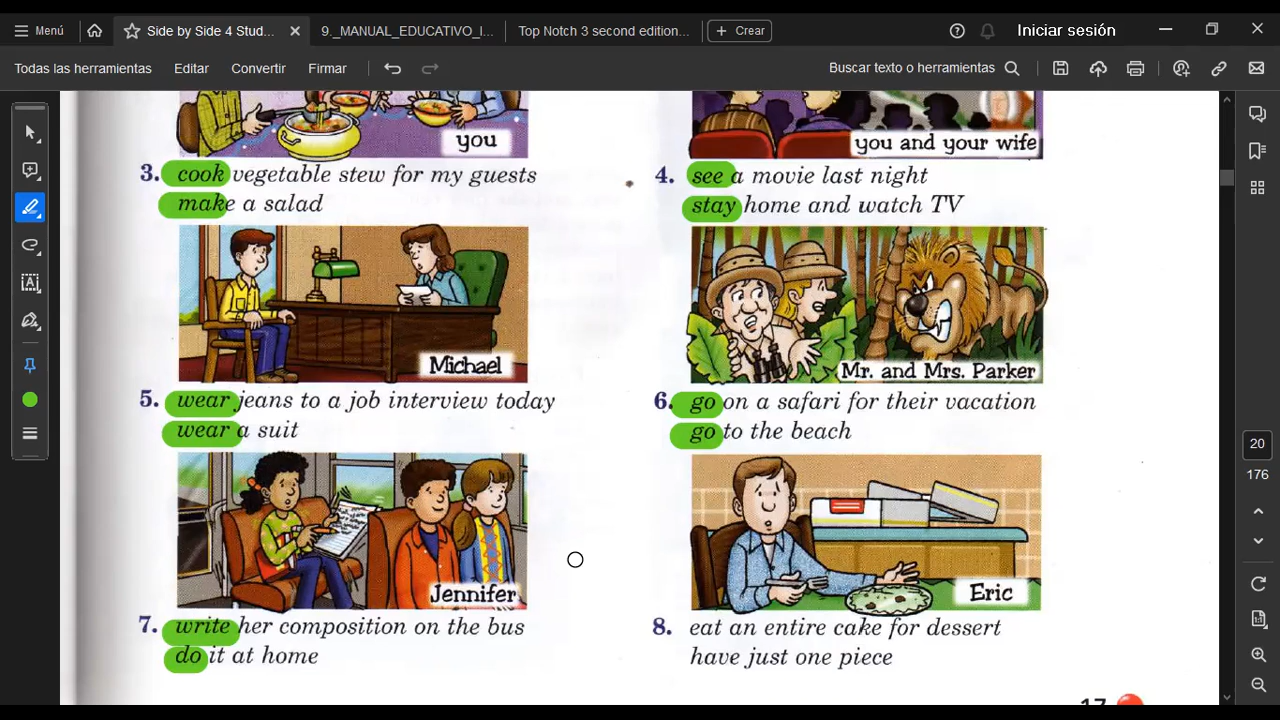 Menú
Side by Side 4 Stud...
9._MANUAL_EDUCATIVO_I...
Top Notch 3 second edition...
Crear
Iniciar sesión
Todas las herramientas
Editar
Convertir
Firmar
Buscar texto o herramientas
you
you and your wife
3. cook vegetable stew for my guests
make a salad
4. see a movie last night
stay home and watch TV
Michael
Mr. and Mrs. Parker
5. wear jeans to a job interview today
wear a suit
6. go on a safari for their vacation
go to the beach
Jennifer
Eric
7. write her composition on the bus
do it at home
8. eat an entire cake for dessert
have just one piece
17
20
176